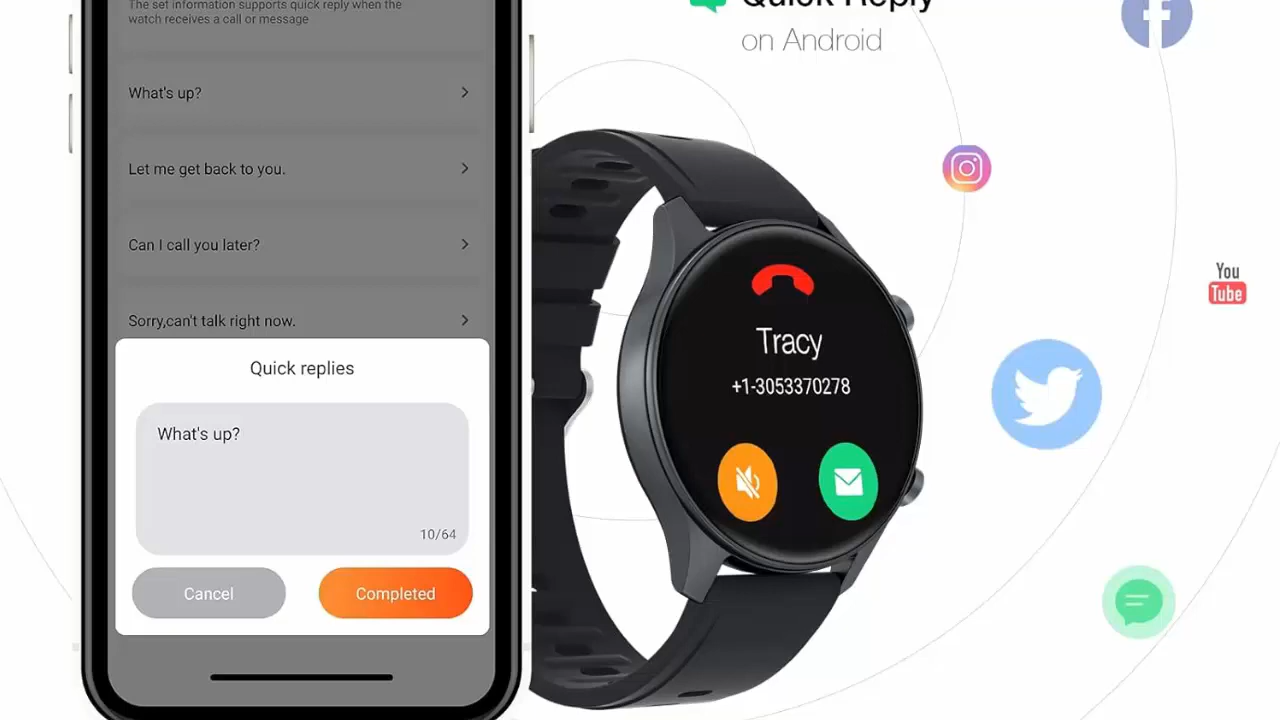 The set information supports quick reply when the
watch receives a call or message
What's up?
Let me get back to you.
Can I call you later?
Sorry,can't talk right now.
Quick replies
What's up?
10/64
Cancel
Completed
Quick Reply
on Android
Tracy
+1-3053370278
You
Tube